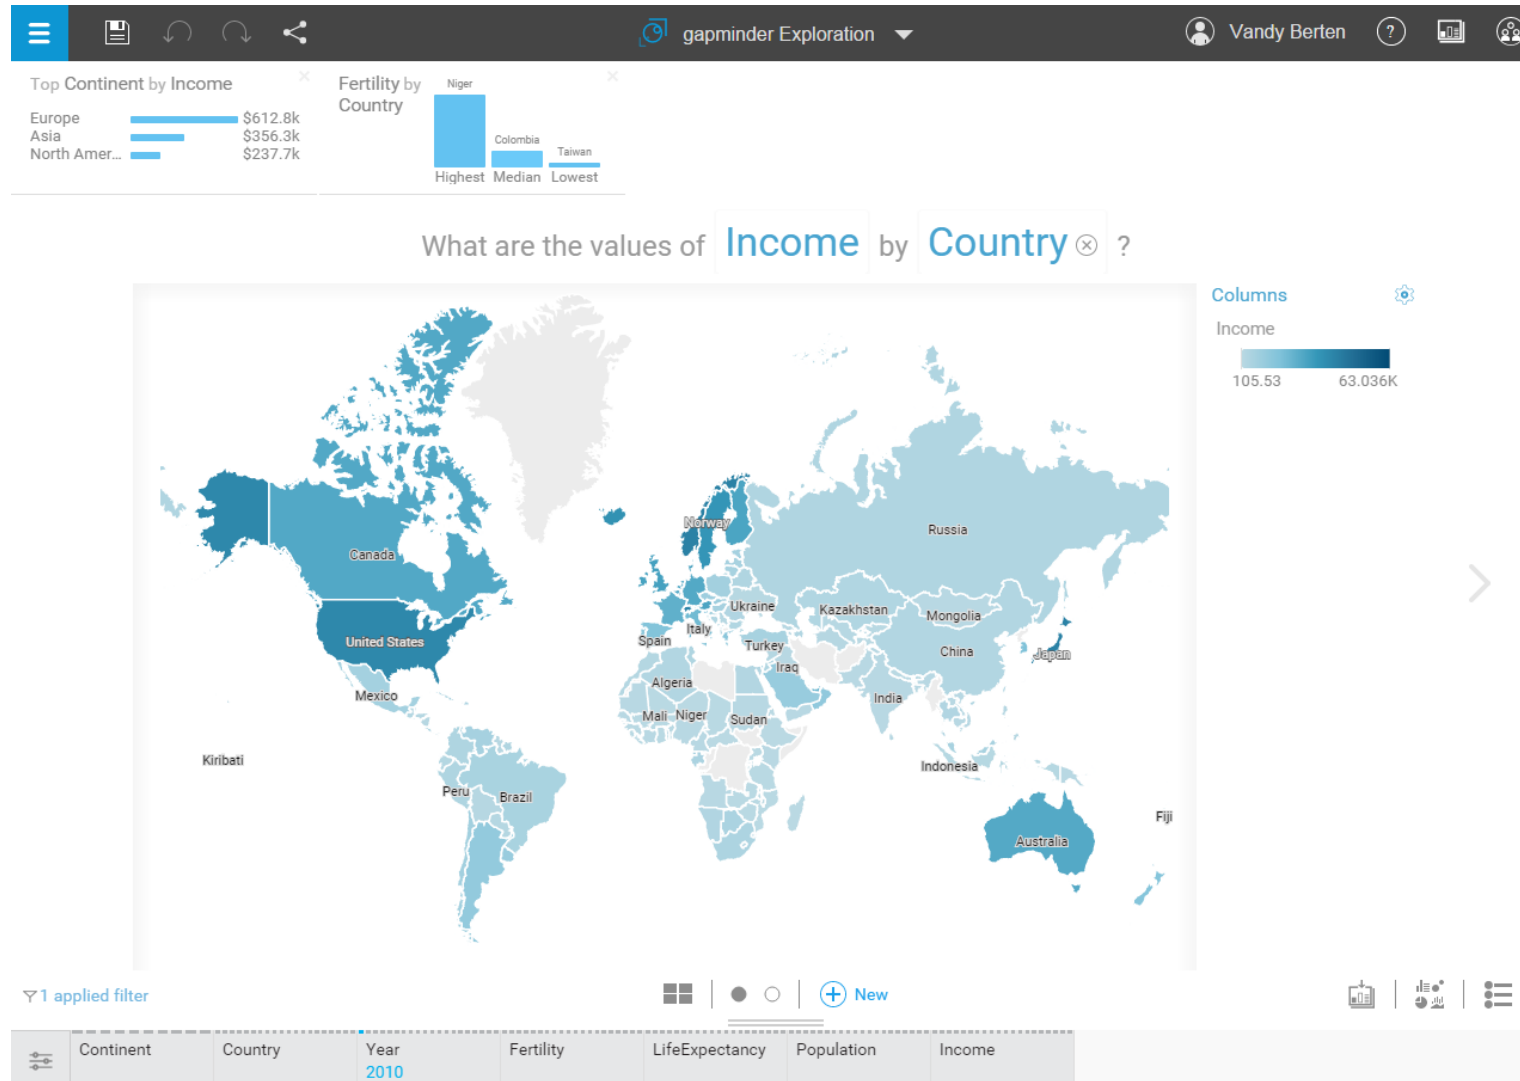 gapminder Exploration
Vandy Berten
?
Top Continent by Income
Europe $612.8k
Asia $356.3k
North Amer... $237.7k
Fertility by
Country
Niger
Colombia
Taiwan
Highest Median Lowest
What are the values of Income by Country ?
Columns
Income
105.53 63.036K
Canada
United States
Mexico
Kiribati
Peru
Brazil
Norway
Russia
Ukraine
Kazakhstan
Mongolia
Spain
Italy
Turkey
China
Japan
Iraq
Algeria
India
Mali
Niger
Sudan
Indonesia
Fiji
Australia
1 applied filter
New
Continent Country Year Fertility LifeExpectancy Population Income
2010